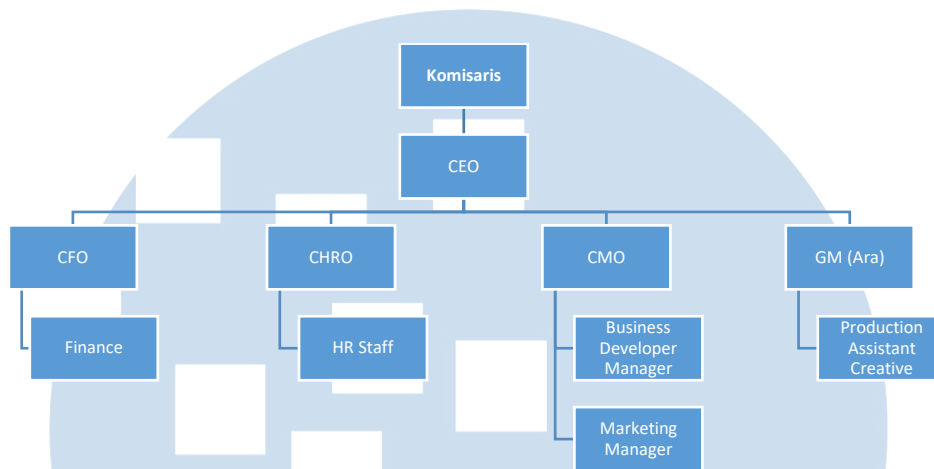 Komisaris
CEO
CFO
CHRO
CMO
GM (Ara)
Finance
HR Staff
Business
Developer
Manager
Production
Assistant
Creative
Marketing
Manager